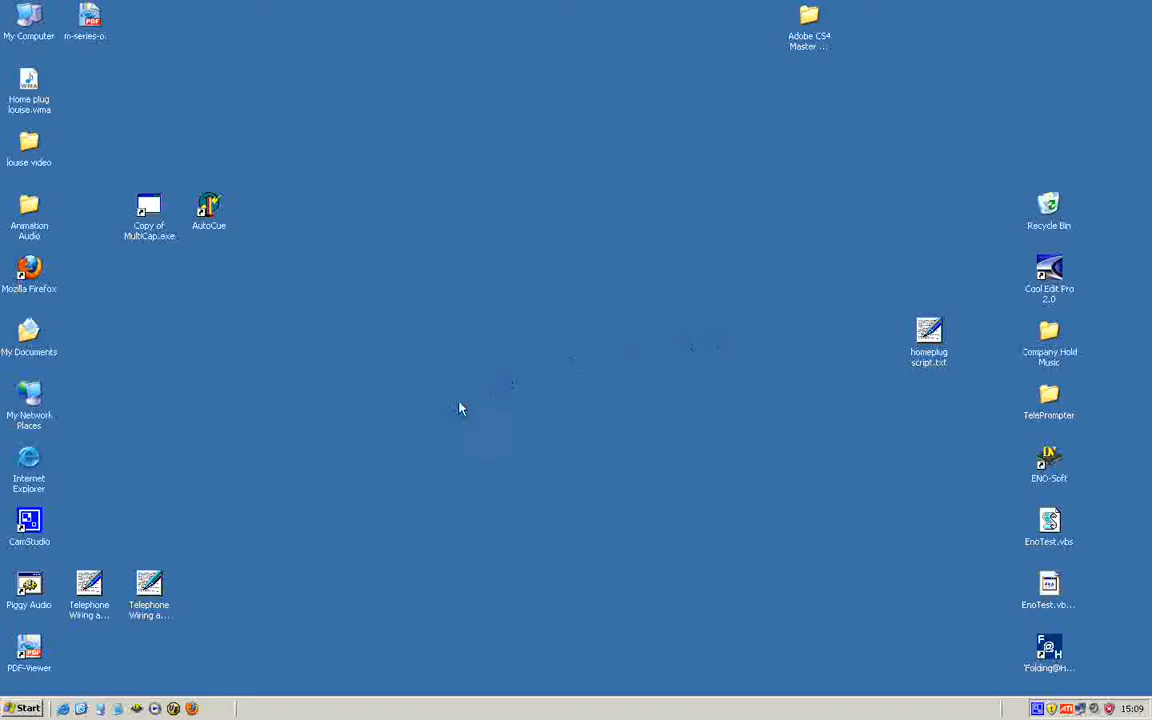 My Computer
m-series-o...
Adobe CS4
Master ...
Home plug
louise.wma
louise video
Animation
Audio
Copy of
MultiCap.exe
AutoCue
Recycle Bin
Mozilla Firefox
Cool Edit Pro
2.0
My Documents
homeplug
script.txt
Company Hold
Music
My Network
Places
TelePrompter
Internet
Explorer
ENO-Soft
CamStudio
EnoTest.vbs
Piggy Audio
Telephone
Wiring a...
Telephone
Wiring a...
EnoTest.vb...
PDF-Viewer
Folding@H...
Start
15:09